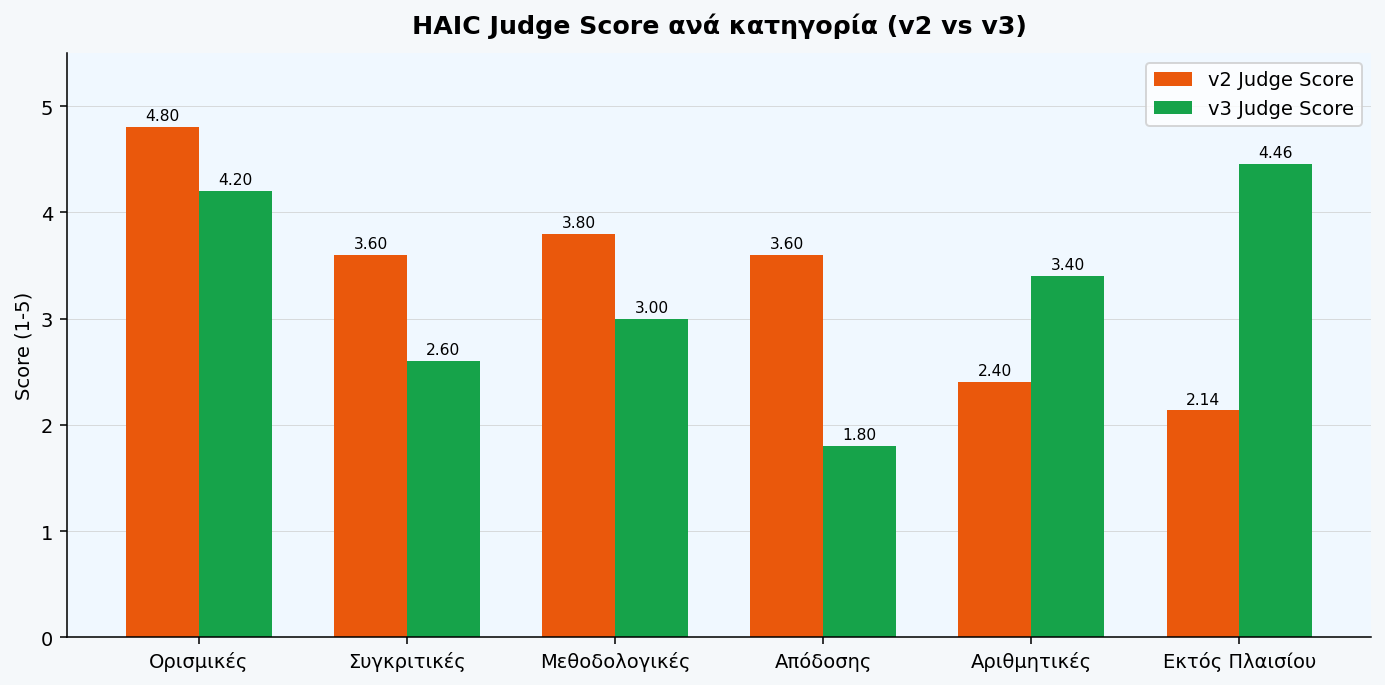 HAIC Judge Score ανά κατηγορία (v2 vs v3)
v2 Judge Score
v3 Judge Score
Score (1-5)
5
4
3
2
1
0
4.80
4.20
3.60
2.60
3.80
3.00
3.60
1.80
2.40
3.40
2.14
4.46
Ορισμικές
Συγκριτικές
Μεθοδολογικές
Απόδοσης
Αριθμητικές
Εκτός Πλαισίου